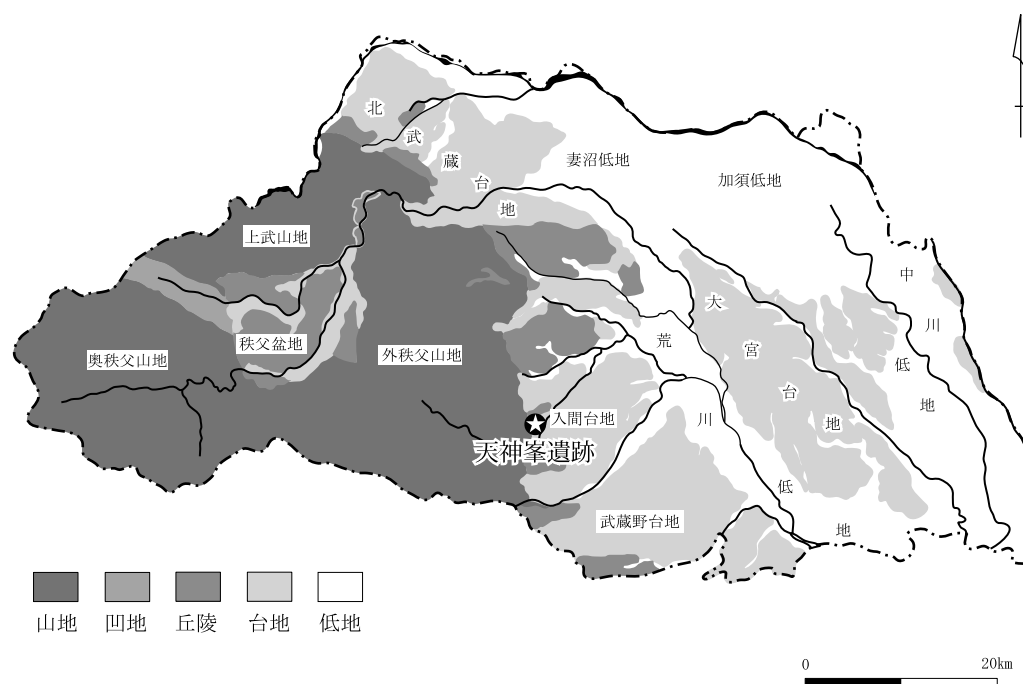 北武蔵台地
妻沼低地
加須低地
上武山地
中川低地
大宮台地
秩父盆地
外秩父山地
奥秩父山地
荒川低地
入間台地
天神峯遺跡
武蔵野台地
山地
凹地
丘陵
台地
低地
0
20km